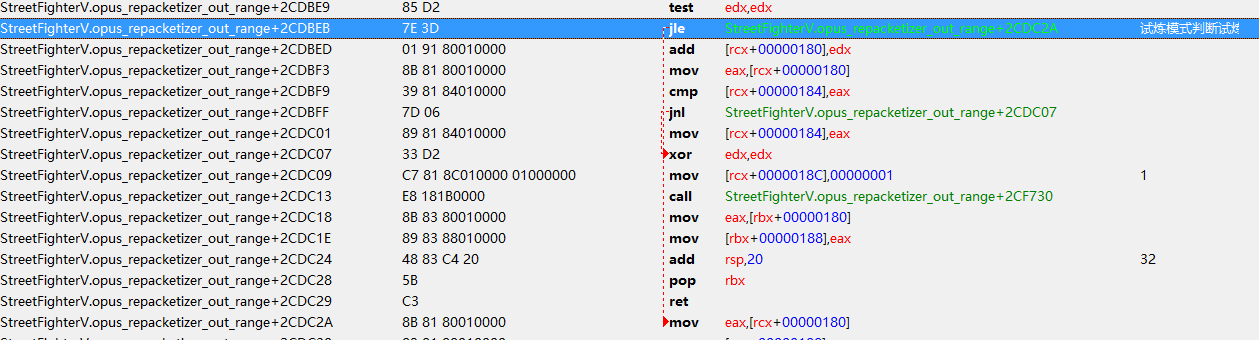 StreetFighterV.opus_repacketizer_out_range+2CDBE9 85 D2 test edx,edx
StreetFighterV.opus_repacketizer_out_range+2CDBEB 7E 3D jle StreetFighterV.opus_repacketizer_out_range+2CDC2A 试炼模式判断试炼
StreetFighterV.opus_repacketizer_out_range+2CDBED 01 91 80010000 add [rcx+00000180],edx
StreetFighterV.opus_repacketizer_out_range+2CDBF3 8B 81 80010000 mov eax,[rcx+00000180]
StreetFighterV.opus_repacketizer_out_range+2CDBF9 39 81 84010000 cmp [rcx+00000184],eax
StreetFighterV.opus_repacketizer_out_range+2CDBFF 7D 06 jnl StreetFighterV.opus_repacketizer_out_range+2CDC07
StreetFighterV.opus_repacketizer_out_range+2CDC01 89 81 84010000 mov [rcx+00000184],eax
StreetFighterV.opus_repacketizer_out_range+2CDC07 33 D2 xor edx,edx
StreetFighterV.opus_repacketizer_out_range+2CDC09 C7 81 8C010000 01000000 mov [rcx+0000018C],00000001 1
StreetFighterV.opus_repacketizer_out_range+2CDC13 E8 181B0000 call StreetFighterV.opus_repacketizer_out_range+2CF730
StreetFighterV.opus_repacketizer_out_range+2CDC18 8B 83 80010000 mov eax,[rbx+00000180]
StreetFighterV.opus_repacketizer_out_range+2CDC1E 89 83 88010000 mov [rbx+00000188],eax
StreetFighterV.opus_repacketizer_out_range+2CDC24 48 83 C4 20 add rsp,20 32
StreetFighterV.opus_repacketizer_out_range+2CDC28 5B pop rbx
StreetFighterV.opus_repacketizer_out_range+2CDC29 C3 ret
StreetFighterV.opus_repacketizer_out_range+2CDC2A 8B 81 80010000 mov eax,[rcx+00000180]